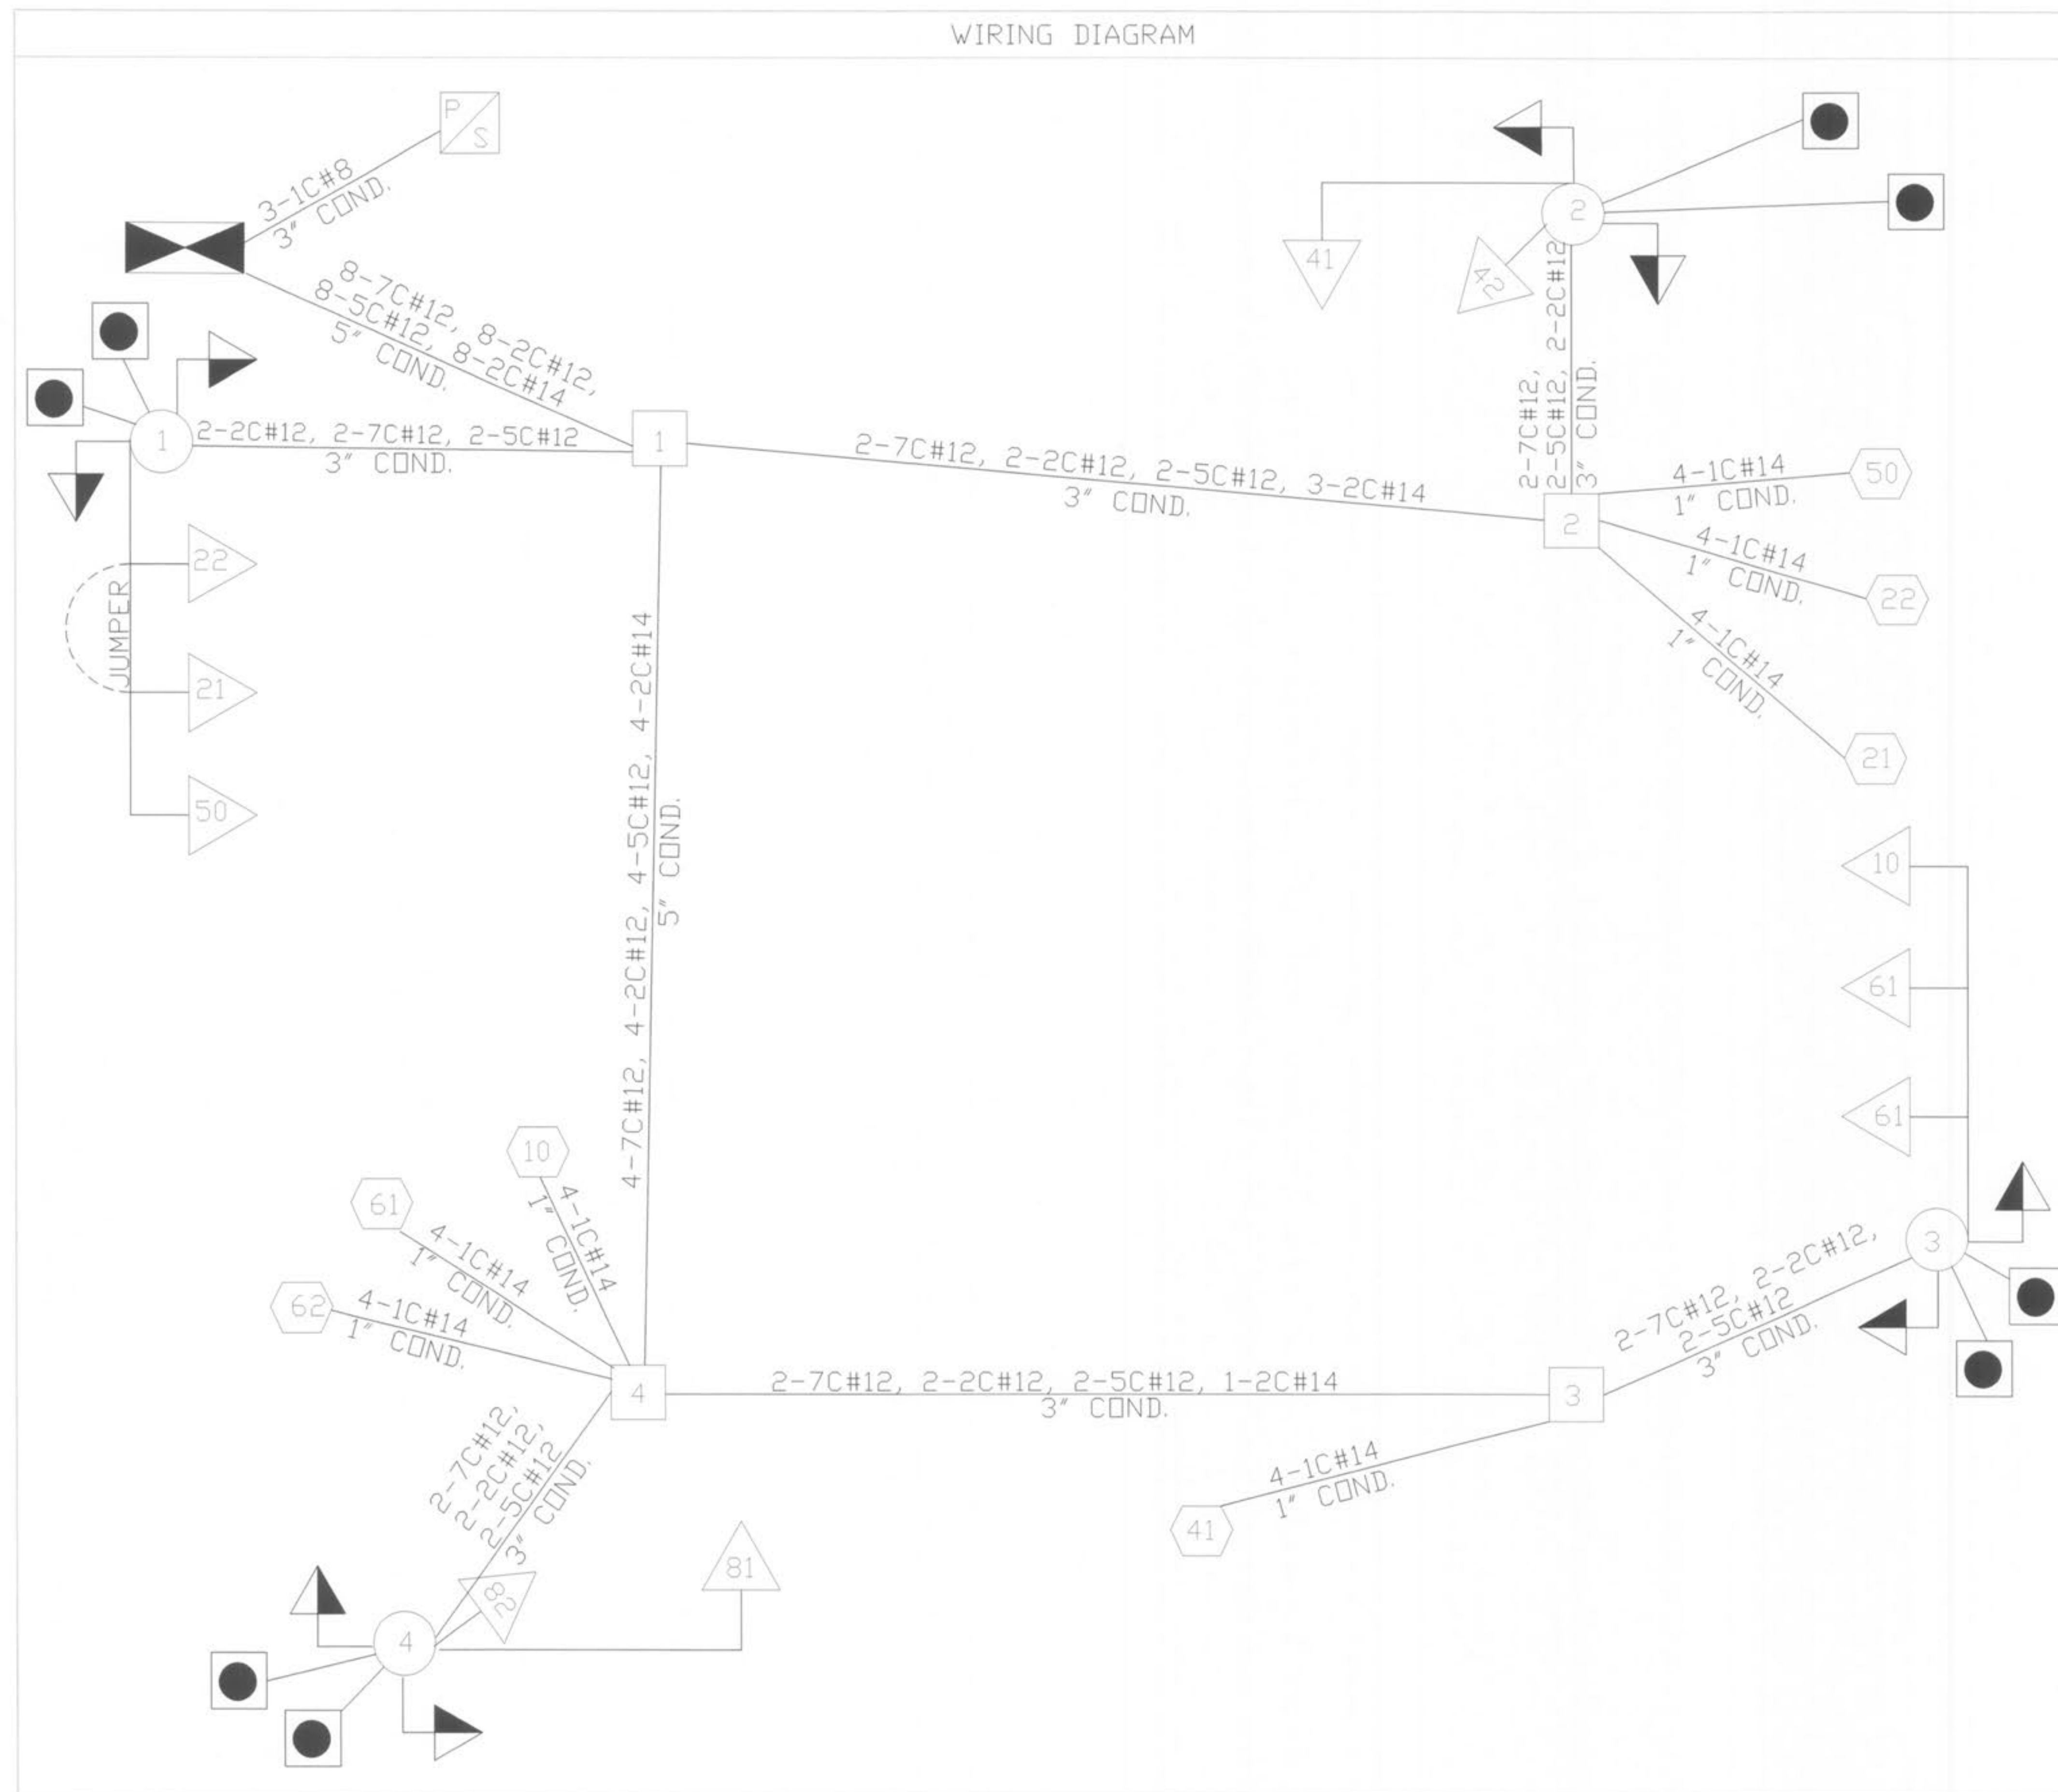 WIRING DIAGRAM
P/S
3-1C#8
3" COND.
8-7C#12, 8-2C#12,
8-5C#12, 8-2C#14
5" COND.
1
2-2C#12, 2-7C#12, 2-5C#12
3" COND.
1
22
JUMPER
21
50
2-7C#12, 2-2C#12, 2-5C#12, 3-2C#14
3" COND.
41
42
2
2-7C#12,
2-5C#12, 2-2C#12
3" COND.
2
4-1C#14
1" COND.
50
4-1C#14
1" COND.
22
4-1C#14
1" COND.
21
4-7C#12, 4-2C#12, 4-5C#12, 4-2C#14
5" COND.
10
61
61
3
2-7C#12, 2-2C#12,
2-5C#12
3" COND.
3
10
4-1C#14
1" COND.
61
4-1C#14
1" COND.
62
4-1C#14
1" COND.
4
2-7C#12, 2-2C#12, 2-5C#12, 1-2C#14
3" COND.
4-1C#14
1" COND.
41
2-7C#12,
2-2C#12,
2-5C#12
3" COND.
82
81
4